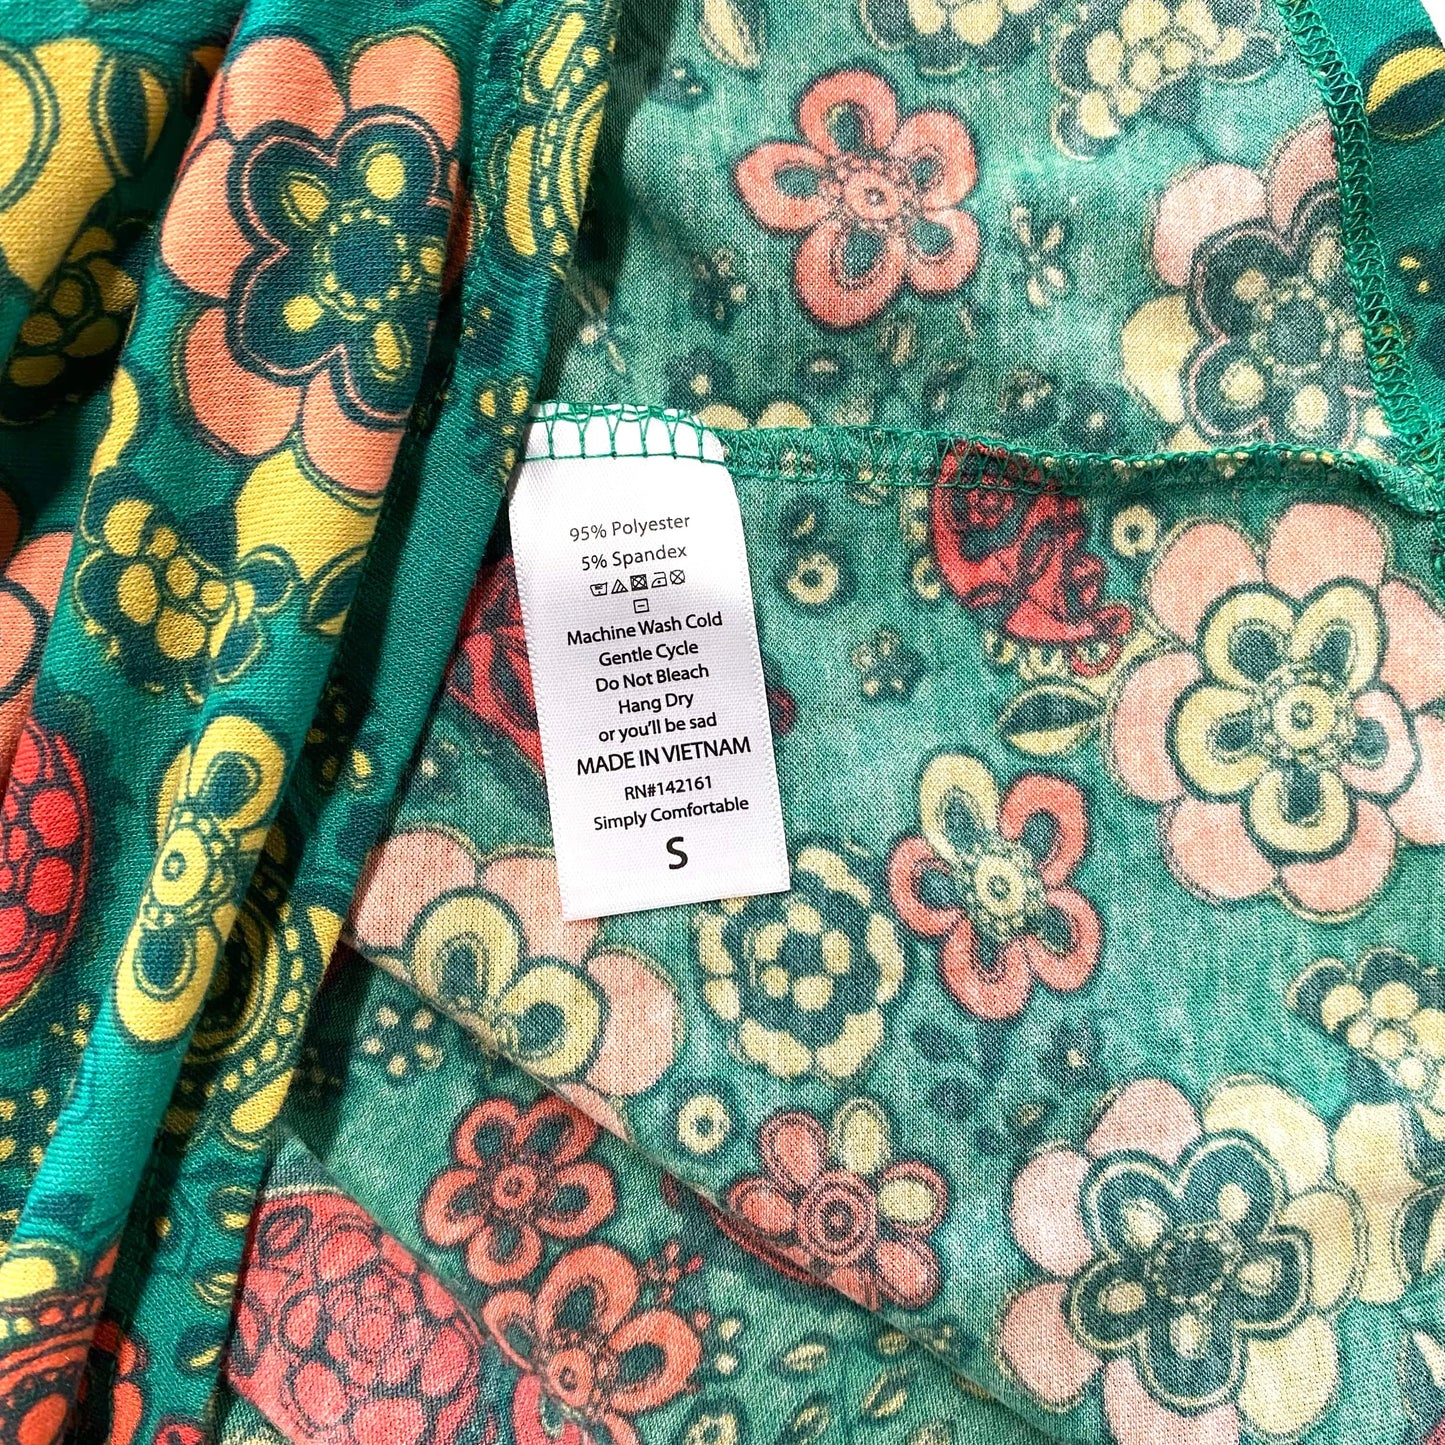 95% Polyester
5% Spandex
Machine Wash Cold
Gentle Cycle
Do Not Bleach
Hang Dry
or you'll be sad
MADE IN VIETNAM
RN#142161
Simply Comfortable
S